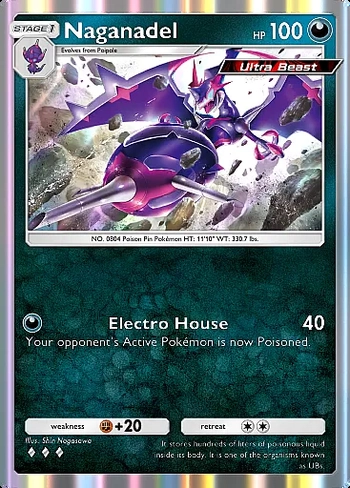 STAGE 1
Naganadel
HP 100
Evolves from Poipole
Ultra Beast
NO. 0804 Poison Pin Pokémon HT: 11'10" WT: 330.7 lbs.
Electro House 40
Your opponent's Active Pokémon is now Poisoned.
weakness +20 retreat
Illus. Shin Nagasawa
It stores hundreds of liters of poisonous liquid
inside its body. It is one of the organisms known
as UBs.